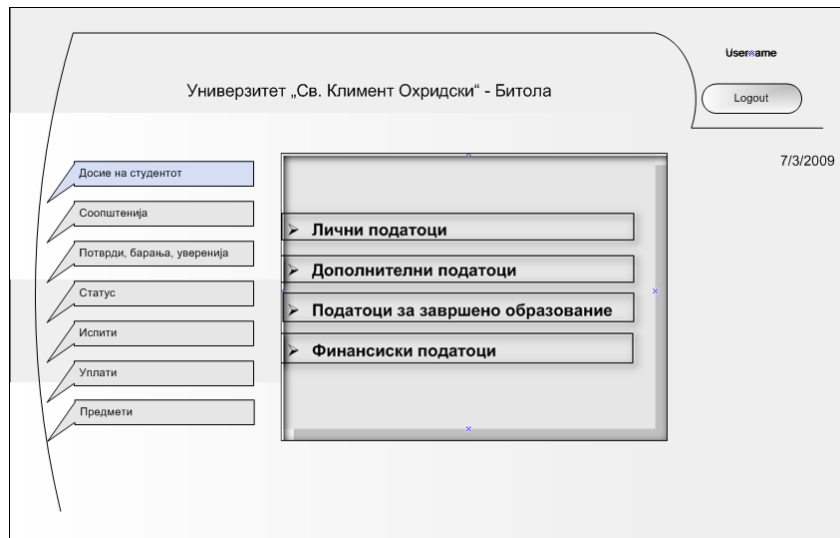 Username
Универзитет „Св. Климент Охридски“ - Битола
Logout
7/3/2009
Досие на студентот
Соопштенија
Потврди, барања, уверенија
Статус
Испити
Уплати
Предмети
Лични податоци
Дополнителни податоци
Податоци за завршено образование
Финансиски податоци